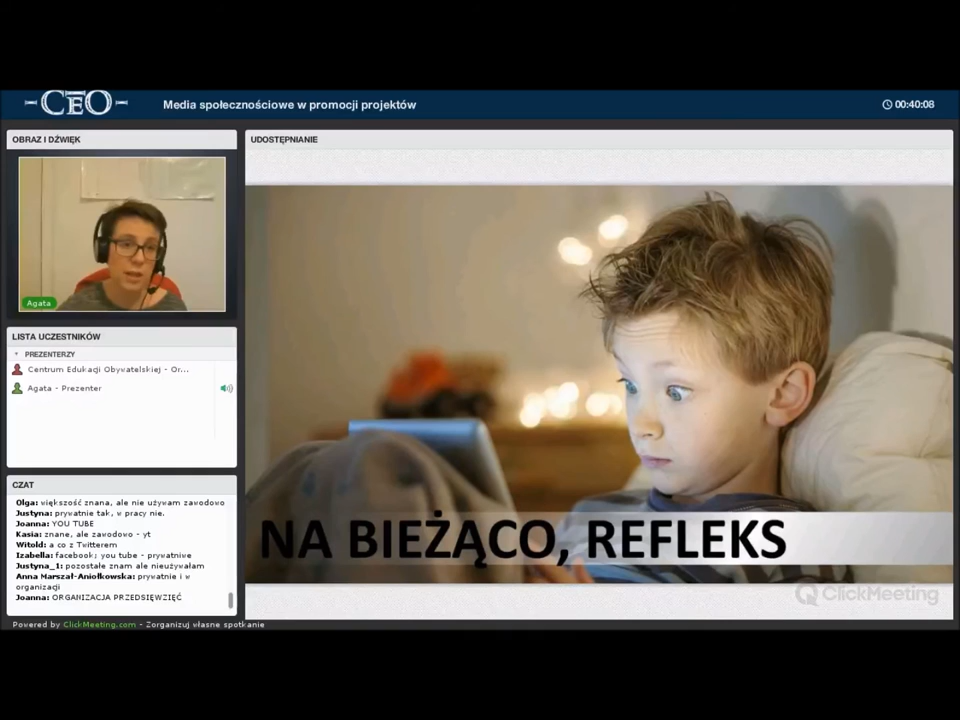 CEO
Media społecznościowe w promocji projektów
00:40:08
OBRAZ I DŹWIĘK
Agata
LISTA UCZESTNIKÓW
PREZENTERZY
Centrum Edukacji Obywatelskiej - Or...
Agata - Prezenter
CZAT
Olga: większość znana, ale nie używam zawodowo
Justyna: prywatnie tak, w pracy nie.
Joanna: YOU TUBE
Kasia: znane, ale zawodowo - yt
Witold: a co z Twitterem
Izabella: facebook; you tube - prywatniwe
Justyna_1: pozostałe znam ale nieużywałam
Anna Marszał-Aniołkowska: prywatnie i w
organizacji
Joanna: ORGANIZACJA PRZEDSIĘWZIĘĆ
UDOSTĘPNIANIE
NA BIEŻĄCO, REFLEKS
ClickMeeting
Powered by ClickMeeting.com - Zorganizuj własne spotkanie